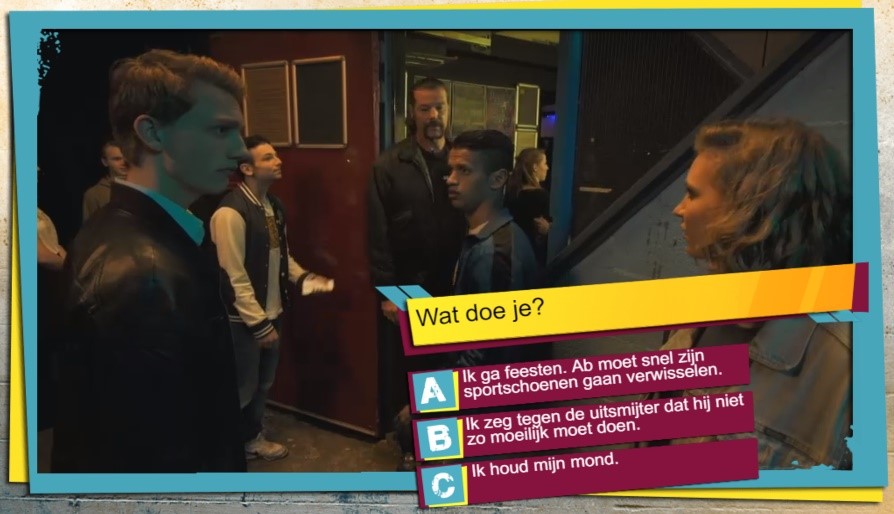 Wat doe je?
A
Ik ga feesten. Ab moet snel zijn
sportschoenen gaan verwisselen.
B
Ik zeg tegen de uitsmijter dat hij niet
zo moeilijk moet doen.
C
Ik houd mijn mond.